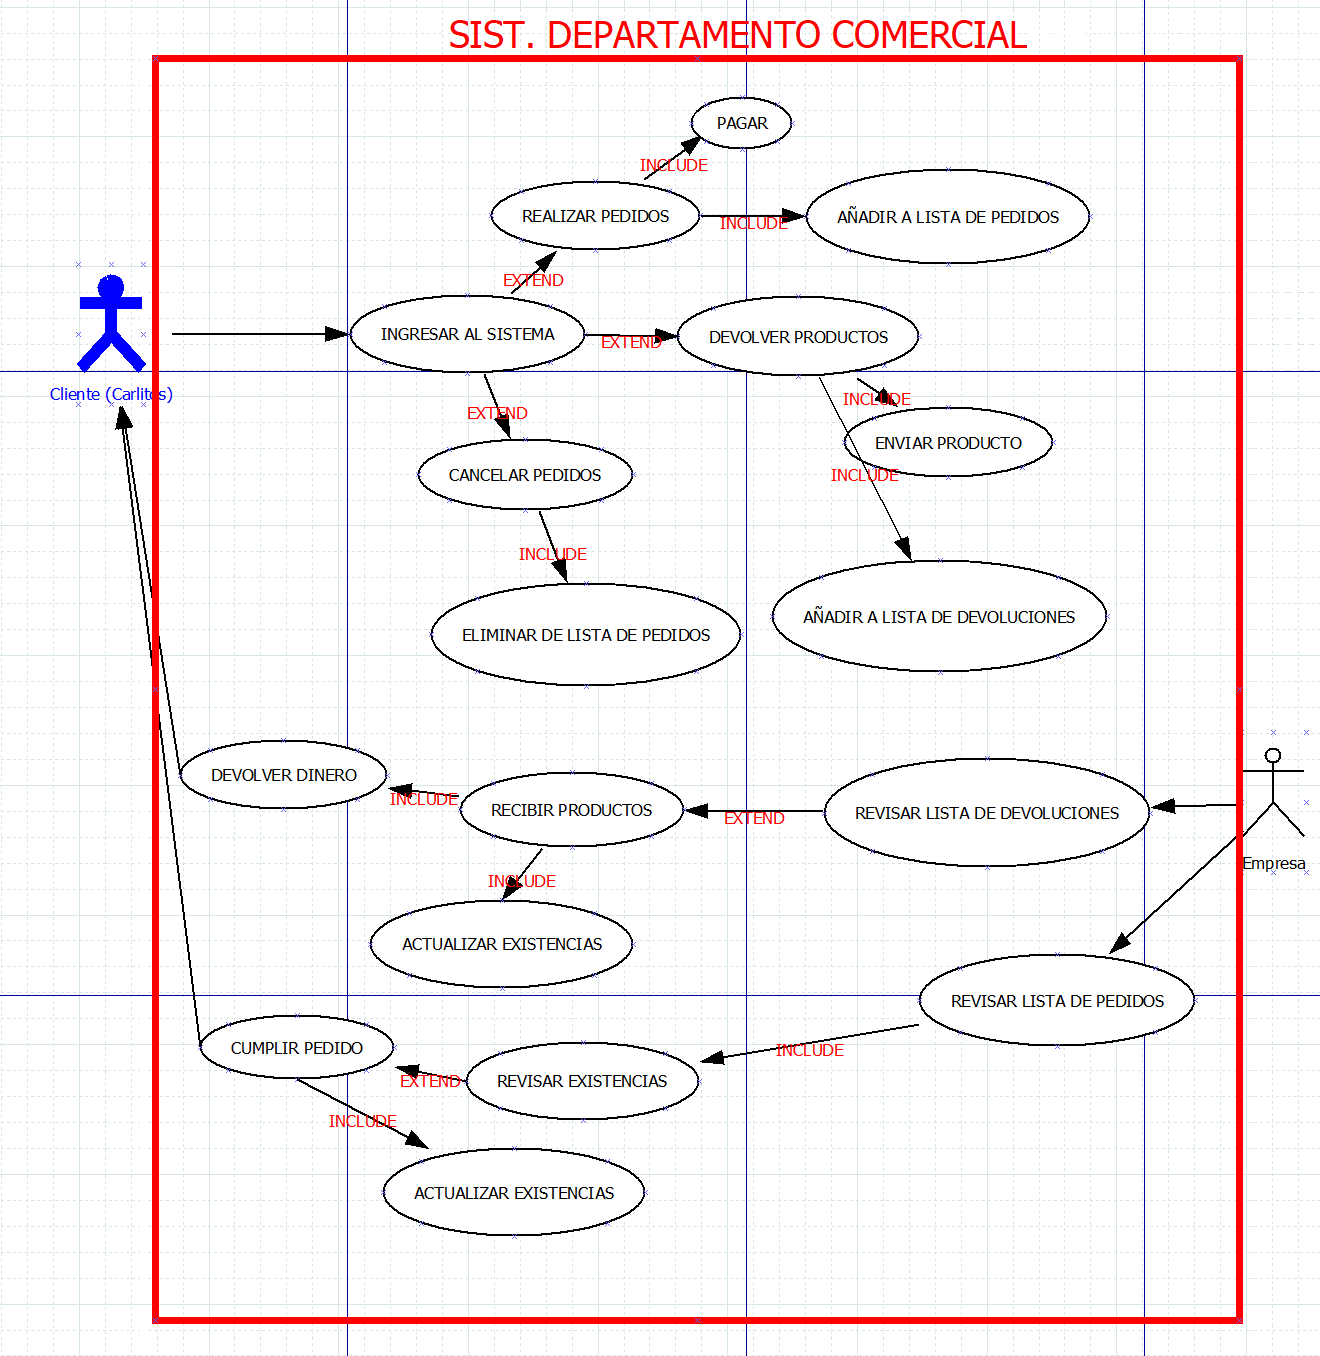 SIST. DEPARTAMENTO COMERCIAL
PAGAR
INCLUDE
REALIZAR PEDIDOS
INCLUDE
AÑADIR A LISTA DE PEDIDOS
EXTEND
INGRESAR AL SISTEMA
EXTEND
DEVOLVER PRODUCTOS
Cliente (Carlitos)
EXTEND
INCLUDE
CANCELAR PEDIDOS
ENVIAR PRODUCTO
INCLUDE
INCLUDE
ELIMINAR DE LISTA DE PEDIDOS
AÑADIR A LISTA DE DEVOLUCIONES
DEVOLVER DINERO
INCLUDE
RECIBIR PRODUCTOS
EXTEND
REVISAR LISTA DE DEVOLUCIONES
Empresa
INCLUDE
ACTUALIZAR EXISTENCIAS
REVISAR LISTA DE PEDIDOS
CUMPLIR PEDIDO
INCLUDE
EXTEND
REVISAR EXISTENCIAS
INCLUDE
ACTUALIZAR EXISTENCIAS